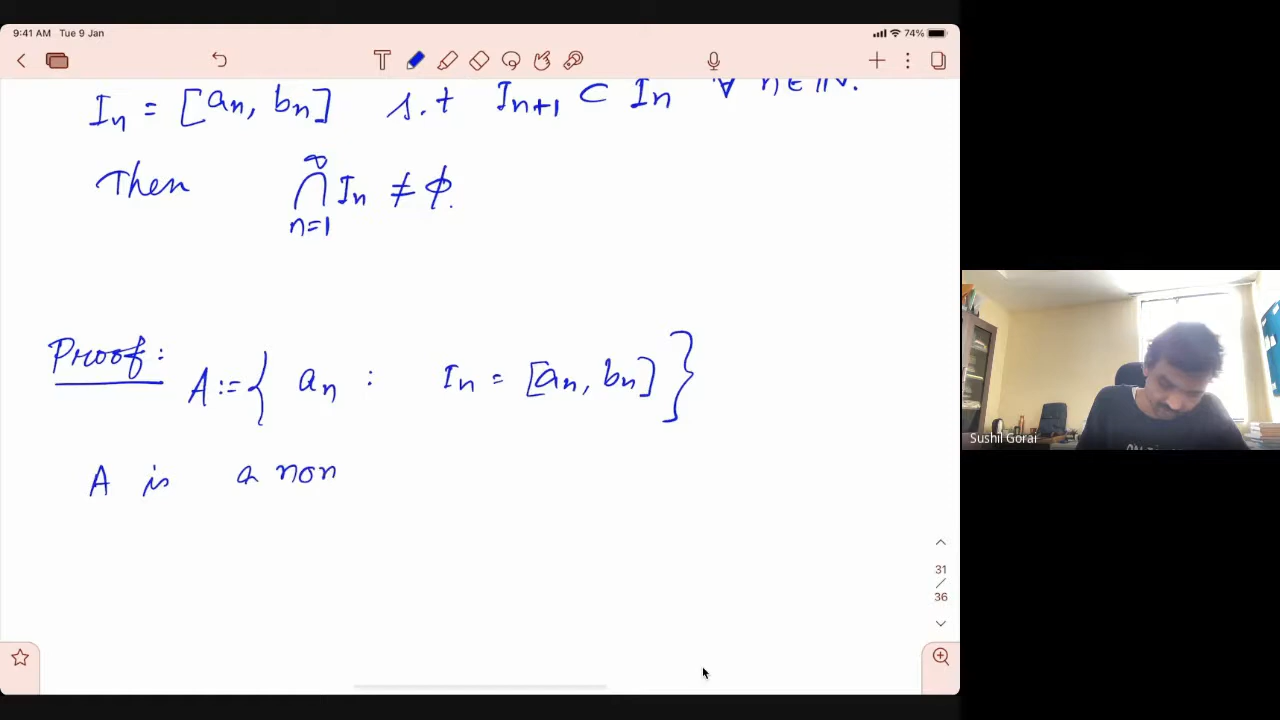 9:41 AM Tue 9 Jan
74%
Iₙ = [aₙ, bₙ] s.t Iₙ₊₁ ⊂ Iₙ ∀ n ∈ ℕ.
Then ⋂_{n=1}^{∞} Iₙ ≠ ϕ.
Proof: A := { aₙ : Iₙ = [aₙ, bₙ] }
A is a non
Sushil Gorai
31
/
36